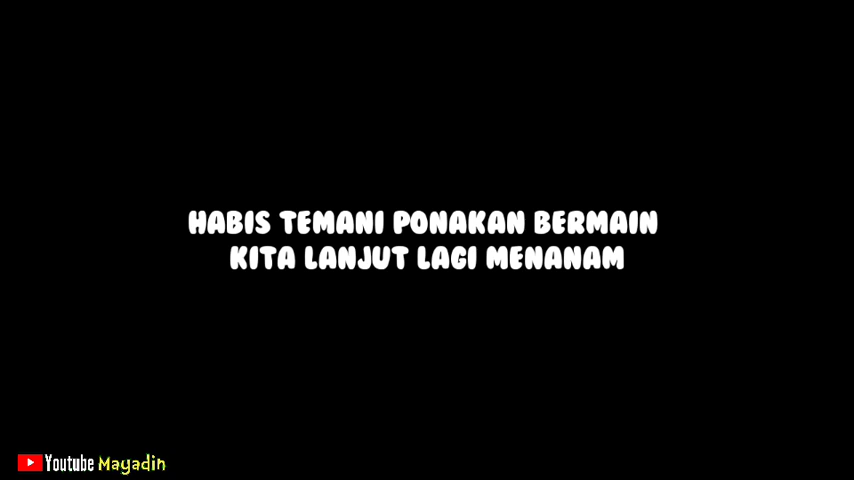 HABIS TEMANI PONAKAN BERMAIN
KITA LANJUT LAGI MENANAM
Youtube Mayadin